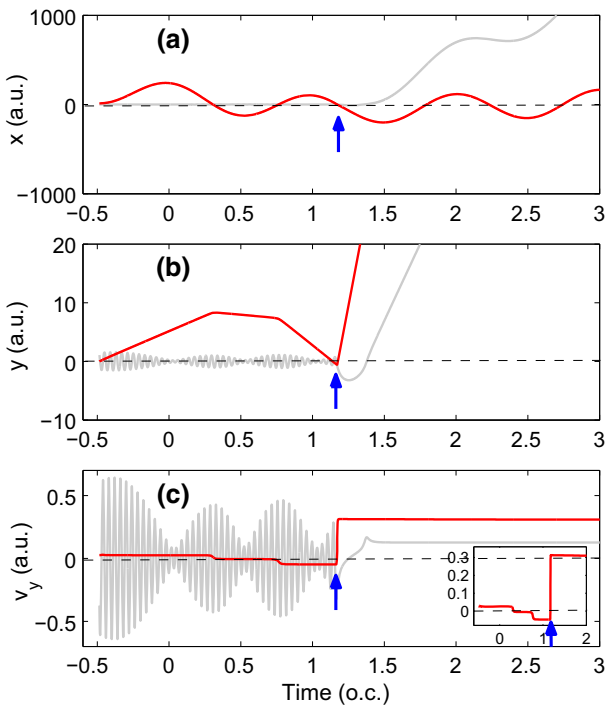 1000
(a)
x (a.u.)
0
−1000
−0.5 0 0.5 1 1.5 2 2.5 3
20
(b)
10
y (a.u.)
0
−10
−0.5 0 0.5 1 1.5 2 2.5 3
(c)
0.5
v_y (a.u.)
0
0.3
0.2
0.1
0
0 1 2
−0.5
−0.5 0 0.5 1 1.5 2 2.5 3
Time (o.c.)